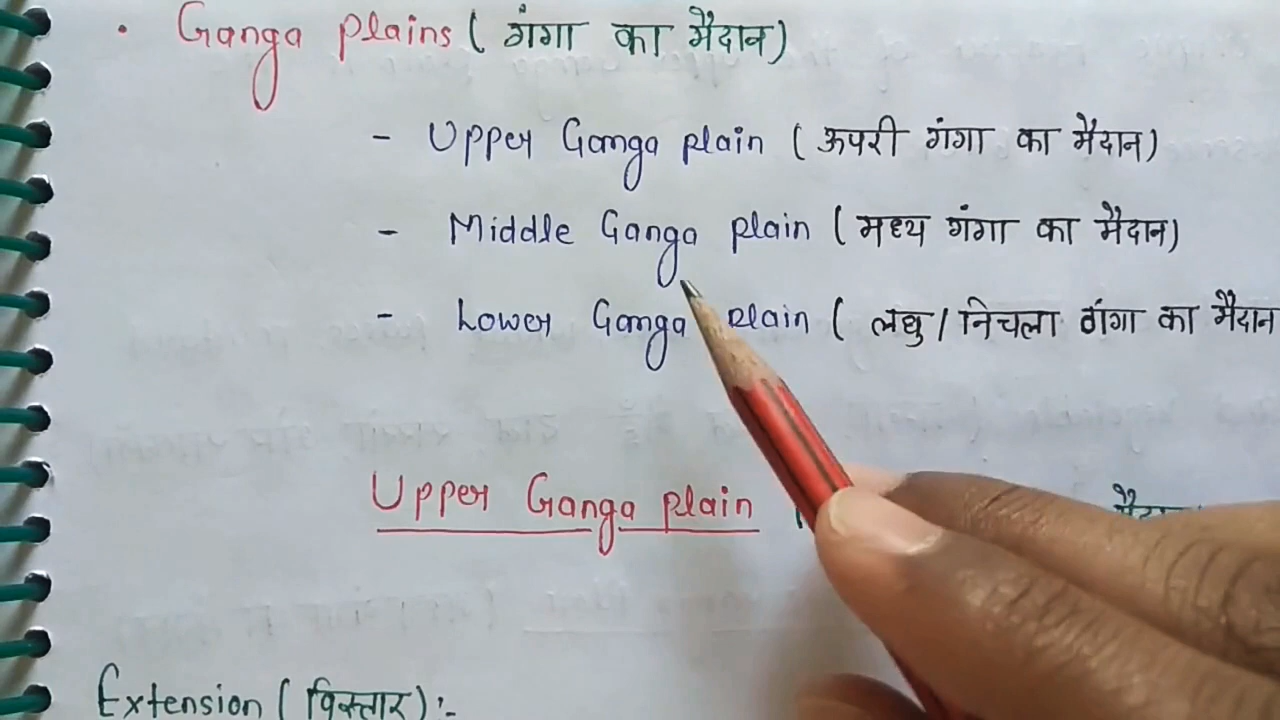 • Ganga plains ( गंगा का मैदान)
- Upper Ganga plain ( ऊपरी गंगा का मैदान)
- Middle Ganga plain ( मध्य गंगा का मैदान)
- Lower Ganga plain ( लघु / निचला गंगा का मैदान
Upper Ganga plain
Extension ( विस्तार) :-